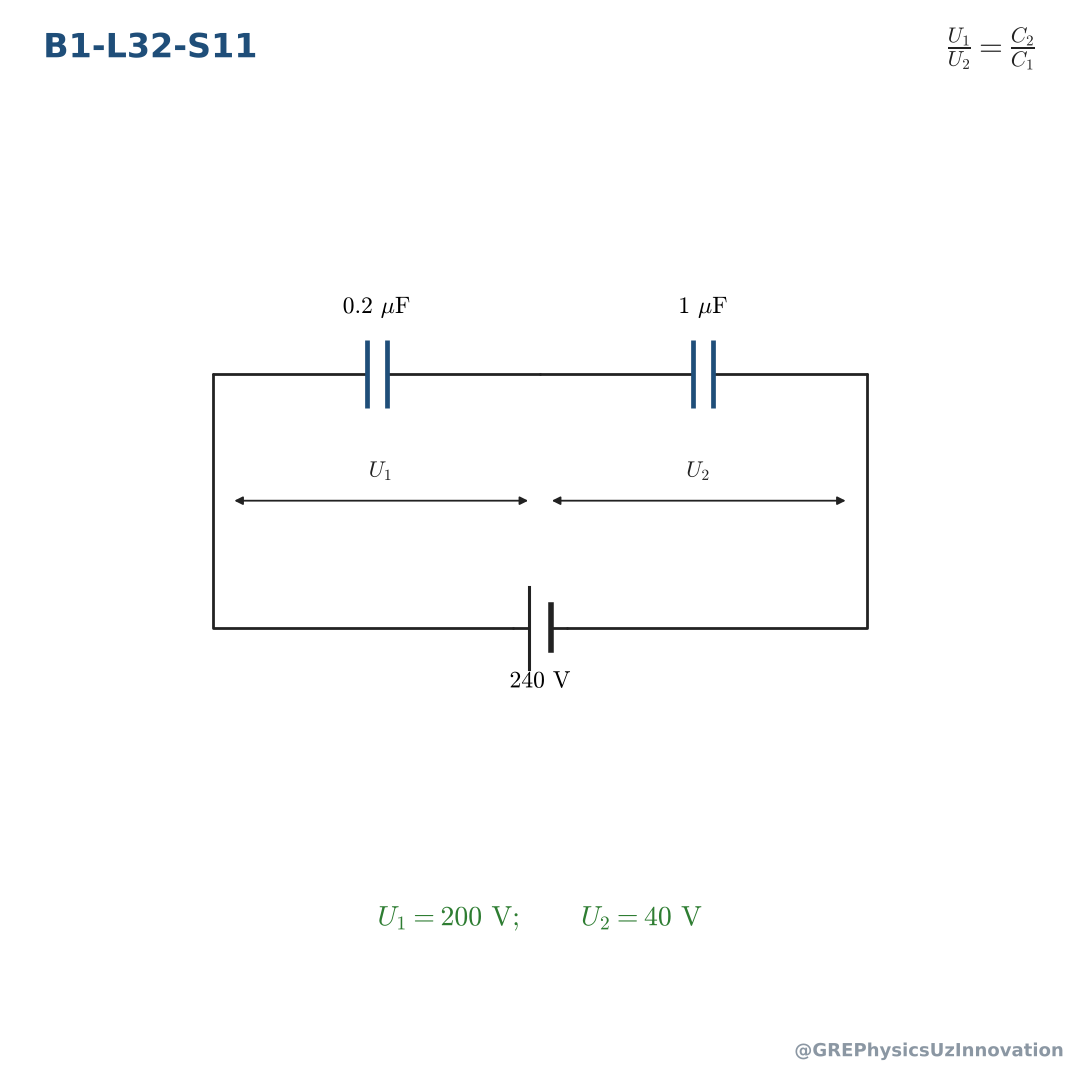 B1-L32-S11
U₁/U₂ = C₂/C₁
0.2 μF
1 μF
U₁
U₂
240 V
U₁ = 200 V; U₂ = 40 V
@GREPhysicsUzInnovation